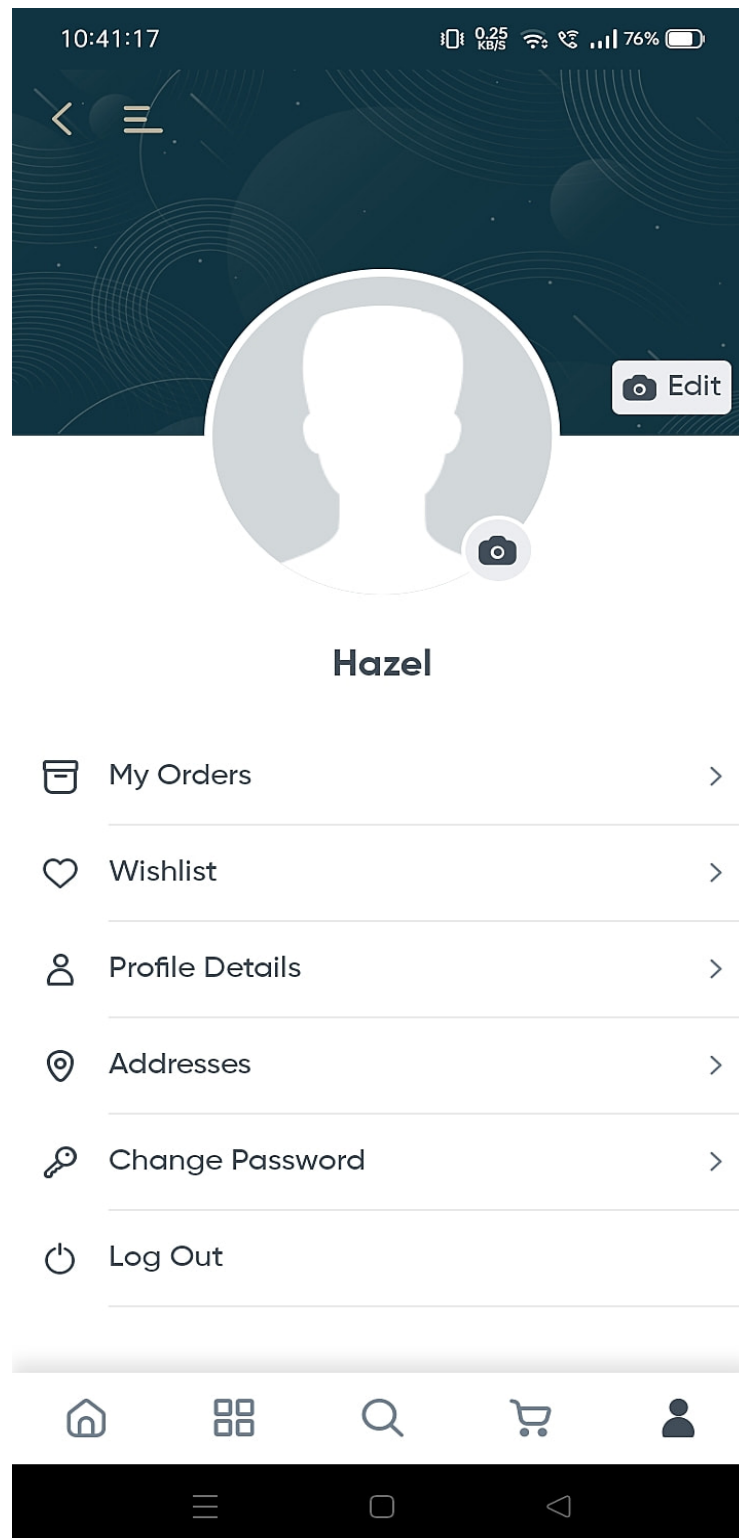 10:41:17 0.25 KB/S 76%
Edit
Hazel
My Orders
Wishlist
Profile Details
Addresses
Change Password
Log Out